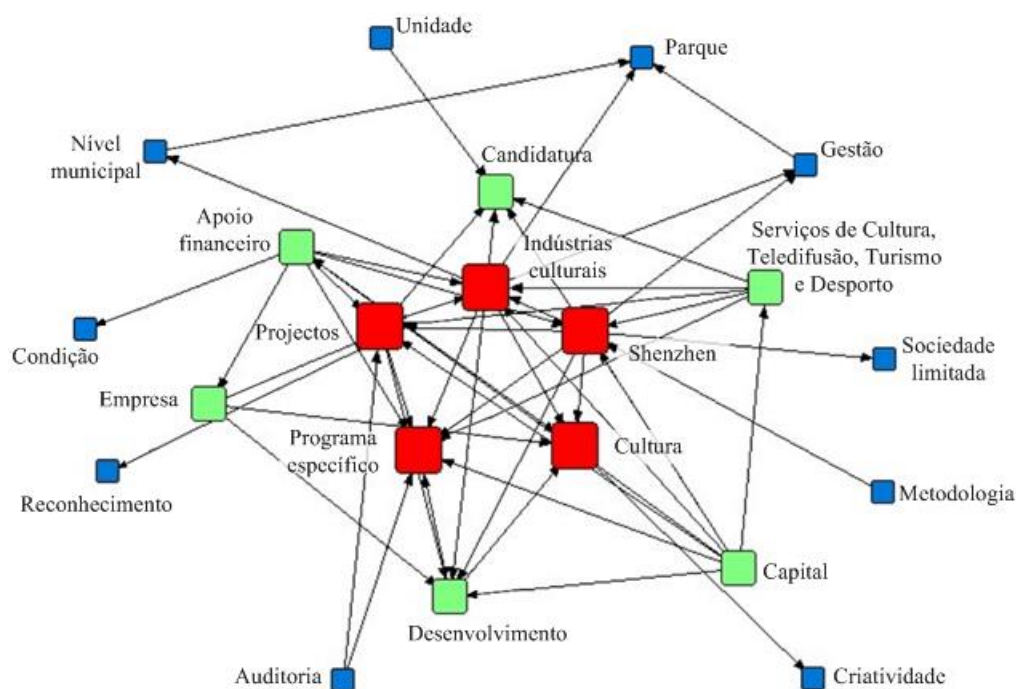 Unidade
Parque
Nível
municipal
Candidatura
Gestão
Apoio
financeiro
Indústrias
culturais
Serviços de Cultura,
Teledifusão, Turismo
e Desporto
Projectos
Shenzhen
Condição
Sociedade
limitada
Empresa
Programa
específico
Cultura
Reconhecimento
Metodologia
Capital
Desenvolvimento
Auditoria
Criatividade